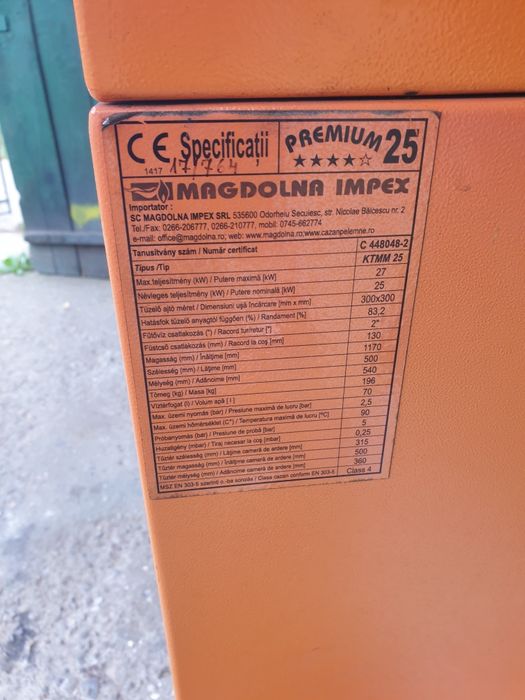 CE Specificații
1417
17/764
PREMIUM 25
★★★★☆
MAGDOLNA IMPEX
Importator :
SC MAGDOLNA IMPEX SRL 535600 Odorheiu Secuiesc, str. Nicolae Bălcescu nr. 2
Tel./Fax: 0266-206777, 0266-210777, mobil: 0745-662774
e-mail: office@magdolna.ro; web: www.magdolna.ro;www.cazanpelemne.ro
Tanusítvány szám / Număr certificat C 448048-2
Típus /Tip KTMM 25
Max.teljesítmény (kW) / Putere maximă [kW] 27
Névleges teljesítmény (kW) / Putere nominală [kW] 25
Tüzelő ajtó méret / Dimensiuni ușă încărcare [mm x mm] 300x300
Hatásfok tüzelő anyagtól függően (%) / Randament [%] 83,2
Fűtővíz csatlakozás (") / Racord tur/retur ["] 2"
Füstcső csatlakozás (mm) / Racord la coș [mm] 130
Magasság (mm) / Înălțime [mm] 1170
Szélesség (mm) / Lățime [mm] 500
Mélység (mm) / Adâncime [mm] 540
Tömeg (kg) / Masa [kg] 196
Víztérfogat (l) / Volum apă [ l ] 70
Max. üzemi nyomás (bar) / Presiune maximă de lucru [bar] 2,5
Max. üzemi hőmérséklet (C°) / Temperatura maximă de lucru [°C] 90
Próbanyomás (bar) / Presiune de probă [bar] 5
Huzatigény (mbar) / Tiraj necesar la coș [mbar] 0,25
Tűztér szélesség (mm) / Lățime cameră de ardere [mm] 315
Tűztér magasság (mm) / Înălțime cameră de ardere [mm] 500
Tűztér mélység (mm) / Adâncime cameră de ardere [mm] 360
MSZ EN 303-5 szerinti o.-ba sorolás / Clasa cazan conform EN 303-5 Class 4